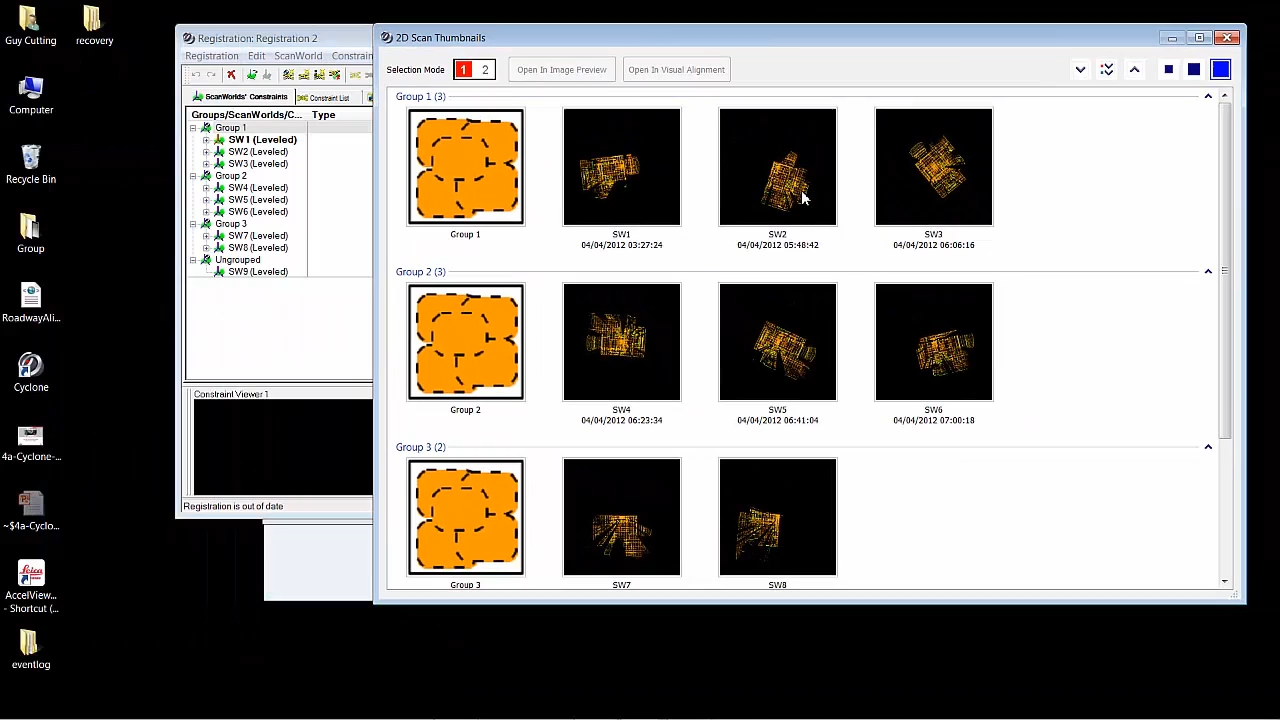 Guy Cutting
recovery
Computer
Recycle Bin
Group
RoadwayAli...
Cyclone
4a-Cyclone-...
~$4a-Cyclo...
Leica
AccelView...
- Shortcut (...
eventlog
Registration: Registration 2
Registration Edit ScanWorld Constrain
ScanWorlds' Constraints
Constraint List
Groups/ScanWorlds/C... Type
Group 1
SW1 (Leveled)
SW2 (Leveled)
SW3 (Leveled)
Group 2
SW4 (Leveled)
SW5 (Leveled)
SW6 (Leveled)
Group 3
SW7 (Leveled)
SW8 (Leveled)
Ungrouped
SW9 (Leveled)
Constraint Viewer 1
Registration is out of date
2D Scan Thumbnails
Selection Mode 1 2 Open In Image Preview Open In Visual Alignment
Group 1 (3)
Group 1 SW1 SW2 SW3
04/04/2012 03:27:24 04/04/2012 05:48:42 04/04/2012 06:06:16
Group 2 (3)
Group 2 SW4 SW5 SW6
04/04/2012 06:23:34 04/04/2012 06:41:04 04/04/2012 07:00:18
Group 3 (2)
Group 3 SW7 SW8